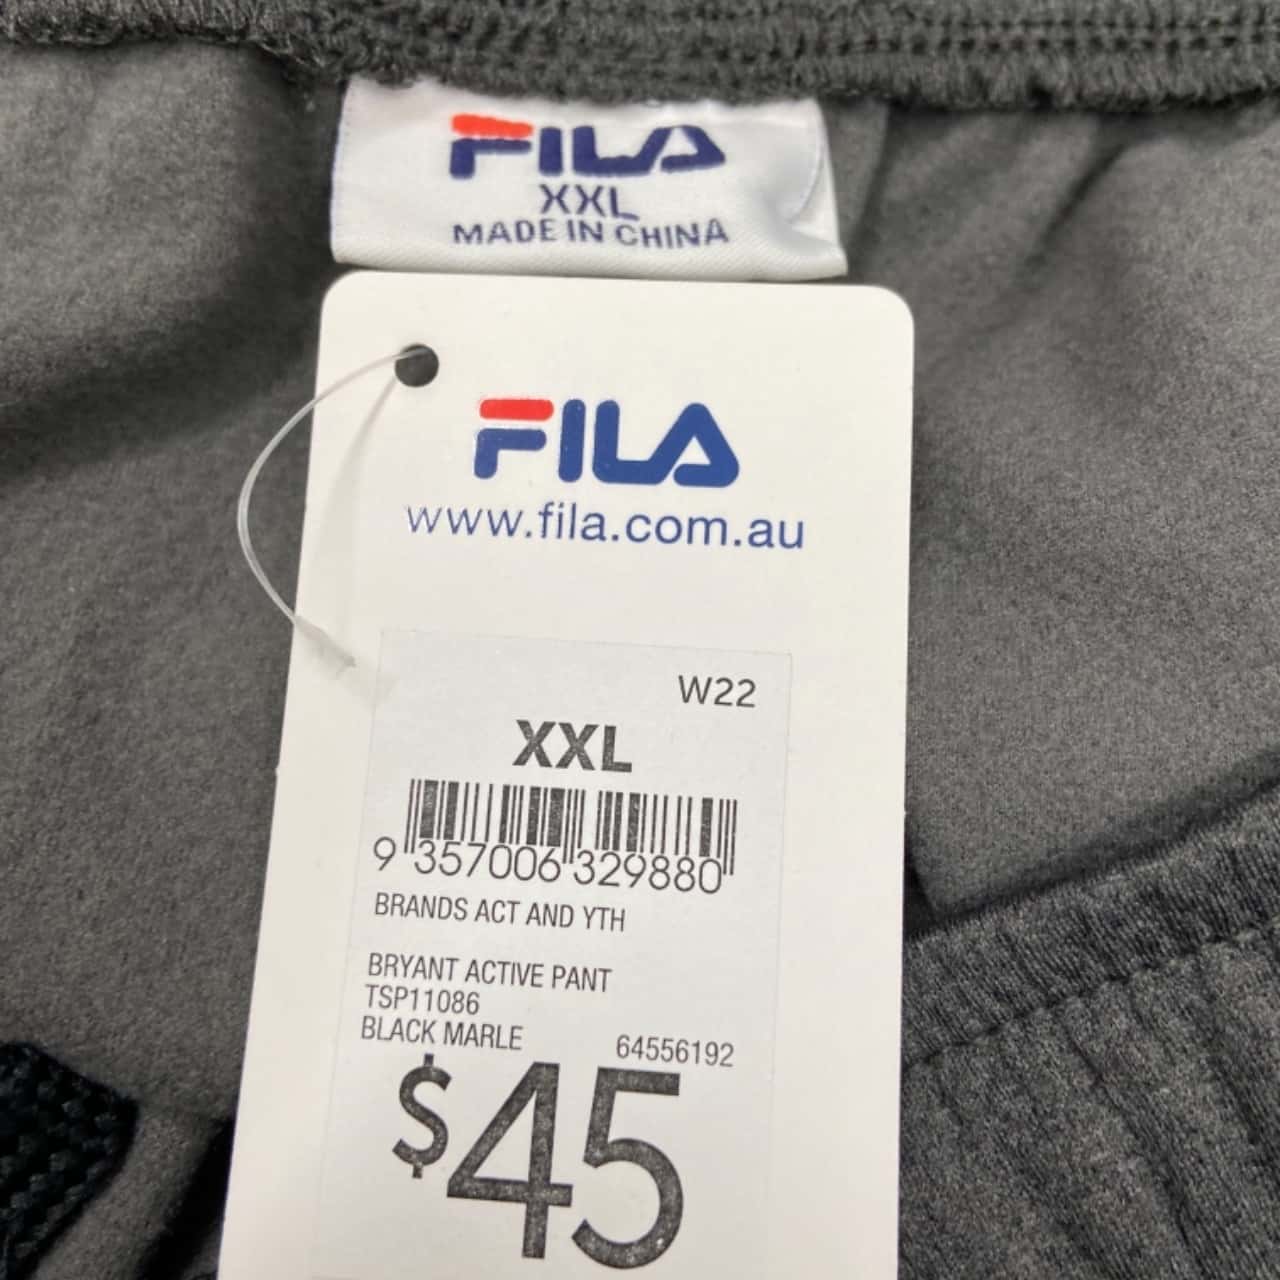 FILA
XXL
MADE IN CHINA
FILA
www.fila.com.au
W22
XXL
9 357006 329880
BRANDS ACT AND YTH
BRYANT ACTIVE PANT
TSP11086
BLACK MARLE 64556192
$45